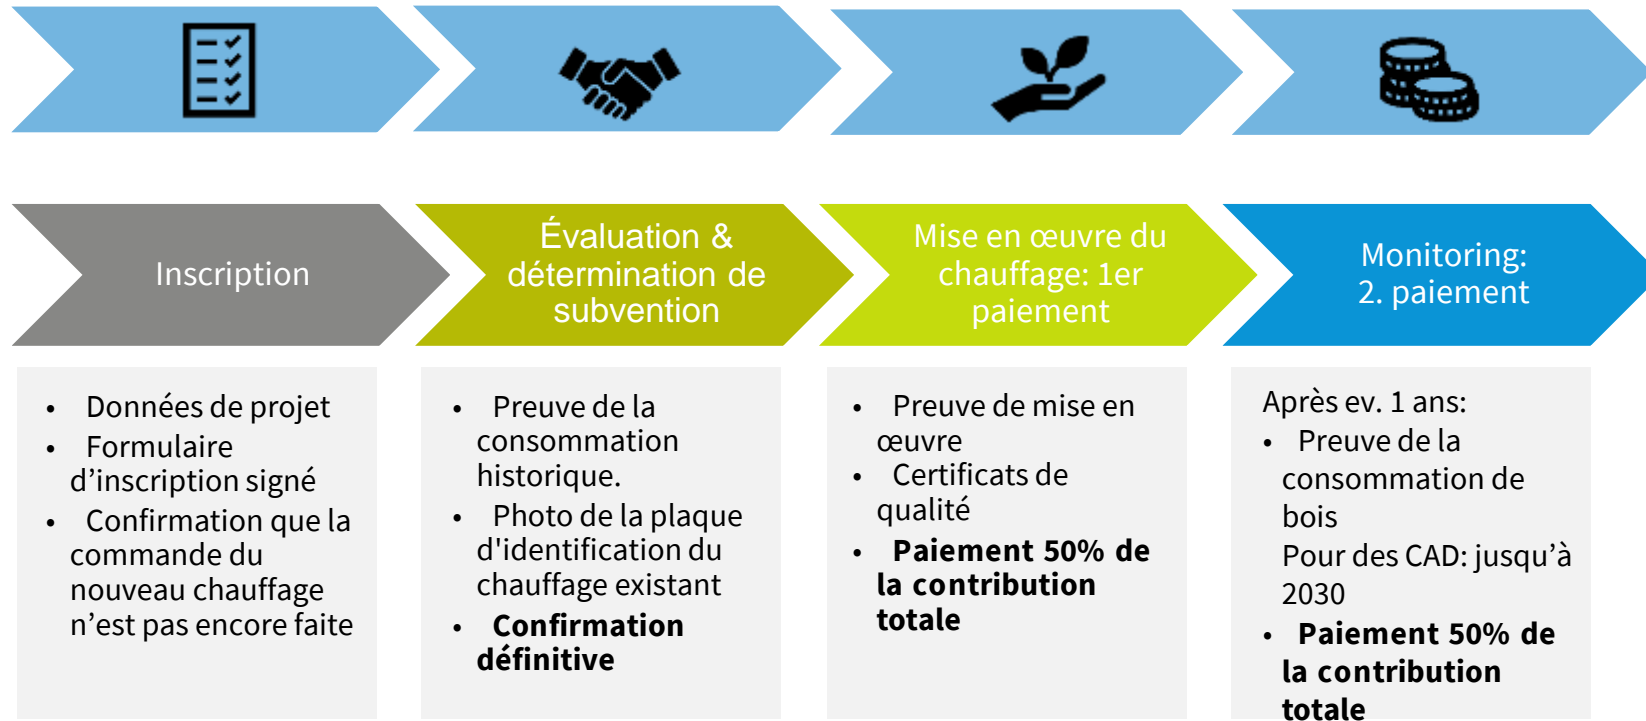 Inscription
Évaluation &
détermination de
subvention
Mise en œuvre du
chauffage: 1er
paiement
Monitoring:
2. paiement
• Données de projet
• Formulaire
d’inscription signé
• Confirmation que la
commande du
nouveau chauffage
n’est pas encore faite
• Preuve de la
consommation
historique.
• Photo de la plaque
d'identification du
chauffage existant
• Confirmation
définitive
• Preuve de mise en
œuvre
• Certificats de
qualité
• Paiement 50% de
la contribution
totale
Après ev. 1 ans:
• Preuve de la
consommation de
bois
Pour des CAD: jusqu’à
2030
• Paiement 50% de
la contribution
totale